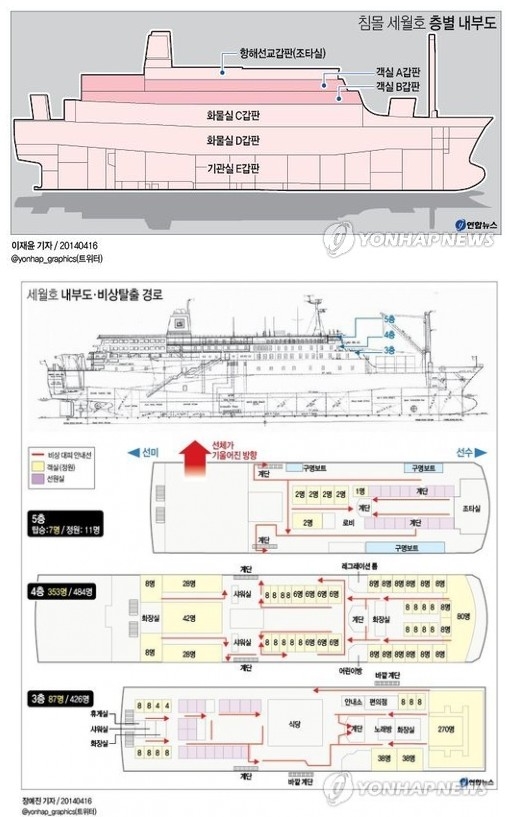 침몰 세월호 층별 내부도
항해선교갑판(조타실)
객실 A갑판
객실 B갑판
화물실 C갑판
화물실 D갑판
기관실 E갑판
연합뉴스
YONHAPNEWS
이재윤 기자 / 20140416
@yonhap_graphics(트위터)
세월호 내부도·비상탈출 경로
5층
4층
3층
비상 대피 안내선
객실(정원)
선원실
선미
선체가
기울어진 방향
선수
5층
탑승: 7명 / 정원: 11명
계단
구명보트
구명보트
2명 2명 2명 2명
1명
계단
2명
로비
계단
계단
조타실
계단
구명보트
4층 353명 / 484명
계단
레크레이션 룸
8명
28명
샤워실
8 8 8 8 6명 6명 6명
8명 8명 8명 8명 8명 8명
화장실
42명
계단
화장실
8명 8명 8명 8명
80명
8명
28명
샤워실
8 8 8 8 6명 6명 6명
8명 8명 8명 8명 8명 8명
계단
어린이방
바깥 계단
3층 87명 / 426명
8 8 4 4
휴게실
샤워실
화장실
8 8 8 8
식당
안내소
편의점
8 8 8
계단
노래방
화장실
270명
38명
38명
계단
바깥 계단
YONHAPNEWS
연합뉴스
장예진 기자 / 20140416
@yonhap_graphics(트위터)